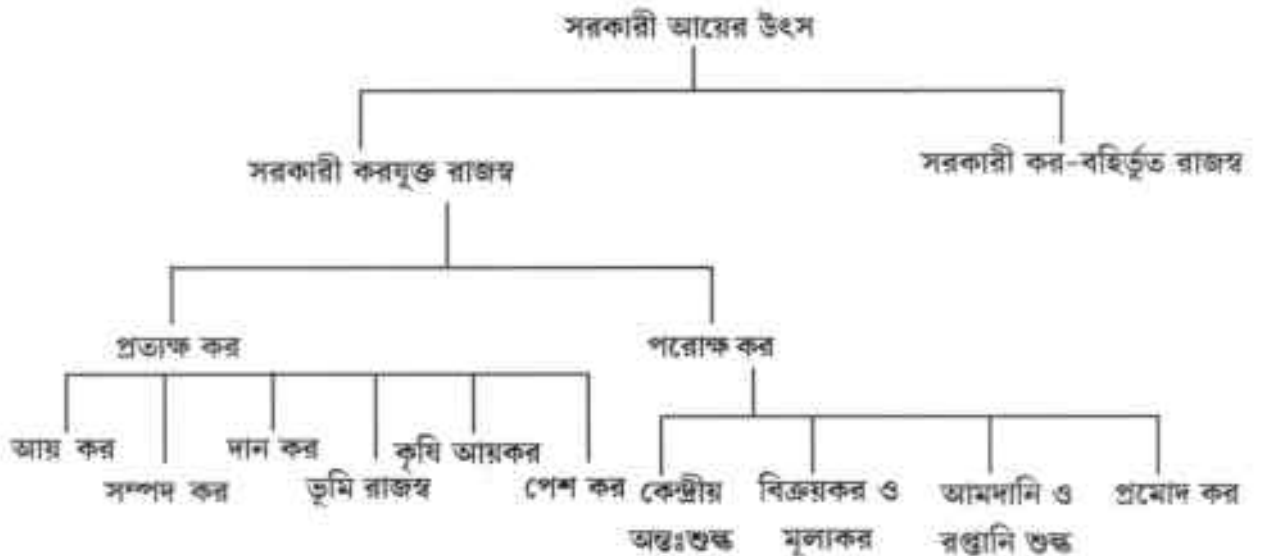 সরকারী আয়ের উৎস
সরকারী করযুক্ত রাজস্ব
সরকারী কর-বহির্ভূত রাজস্ব
প্রত্যক্ষ কর
পরোক্ষ কর
আয় কর
সম্পদ কর
দান কর
ভূমি রাজস্ব
কৃষি আয়কর
পেশ কর
কেন্দ্রীয়
অন্তঃশুল্ক
বিক্রয়কর ও
মূল্যকর
আমদানি ও
রপ্তানি শুল্ক
প্রমোদ কর